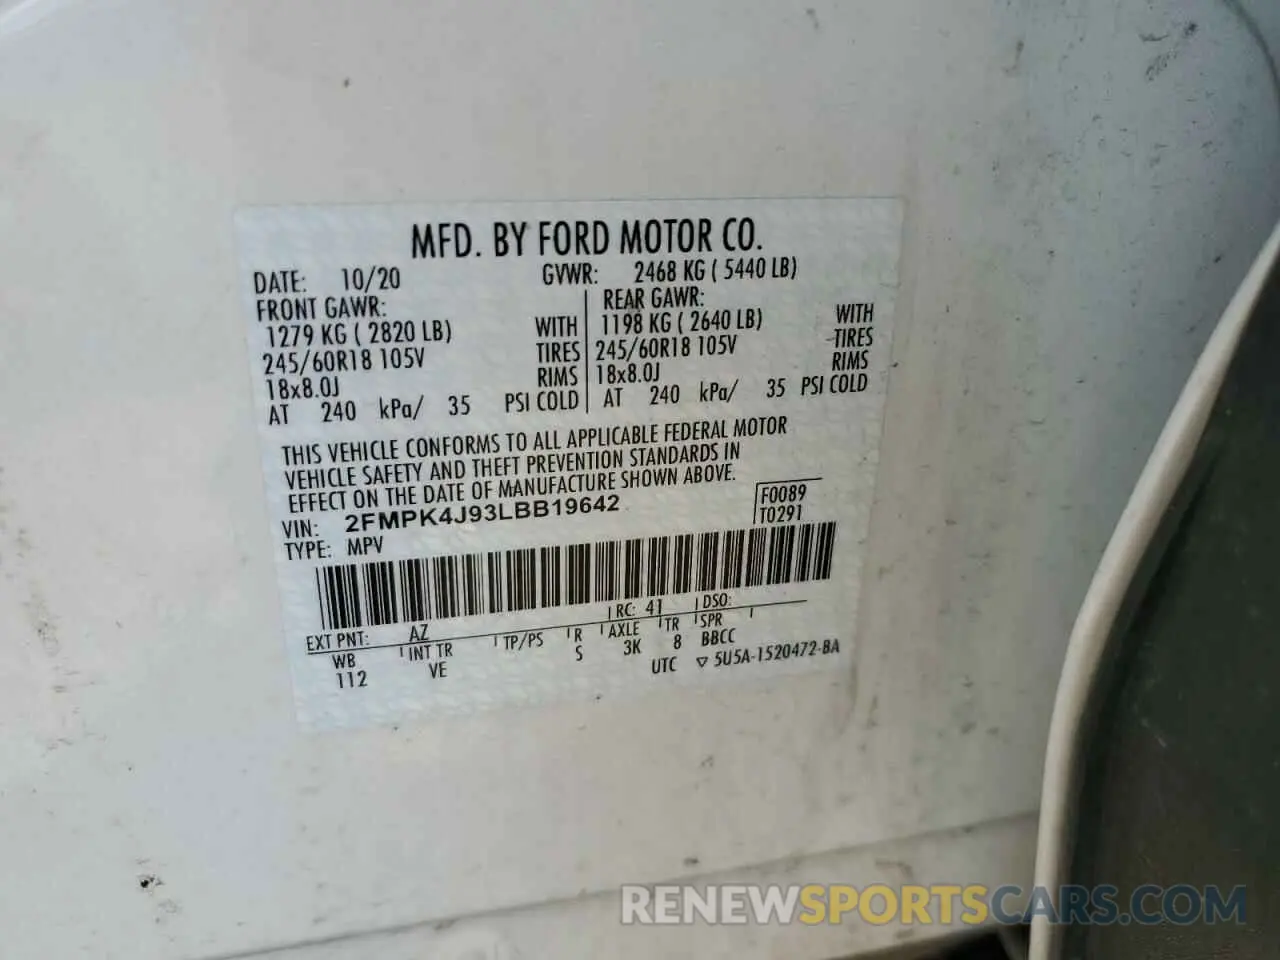 MFD. BY FORD MOTOR CO.
DATE: 10/20 GVWR: 2468 KG ( 5440 LB)
FRONT GAWR: REAR GAWR:
1279 KG ( 2820 LB) WITH 1198 KG ( 2640 LB) WITH
245/60R18 105V TIRES 245/60R18 105V TIRES
18x8.0J RIMS 18x8.0J RIMS
AT 240 kPa/ 35 PSI COLD AT 240 kPa/ 35 PSI COLD
THIS VEHICLE CONFORMS TO ALL APPLICABLE FEDERAL MOTOR
VEHICLE SAFETY AND THEFT PREVENTION STANDARDS IN
EFFECT ON THE DATE OF MANUFACTURE SHOWN ABOVE.
VIN: 2FMPK4J93LBB19642 F0089
TYPE: MPV T0291
EXT PNT: AZ RC: 41 DSO:
WB INT TR TP/PS R AXLE TR SPR
112 VE S 3K 8 BBCC
UTC ▽ 5U5A-1520472-BA
RENEWSPORTSCARS.COM